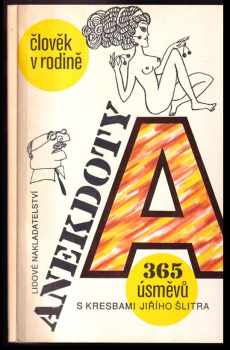 člověk
v rodině
ANEKDOTY
A
LIDOVÉ NAKLADATELSTVÍ
365
úsměvů
S KRESBAMI JIŘÍHO ŠLITRA